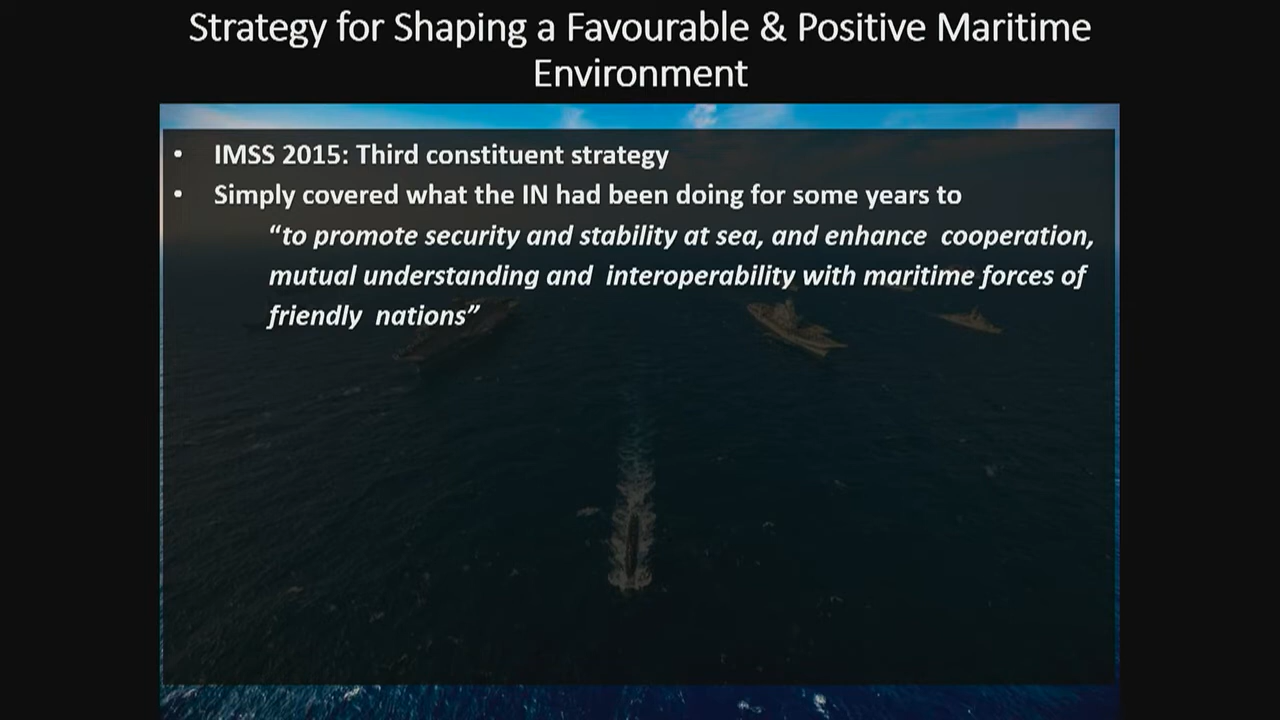 Strategy for Shaping a Favourable & Positive Maritime
Environment
• IMSS 2015: Third constituent strategy
• Simply covered what the IN had been doing for some years to
“to promote security and stability at sea, and enhance cooperation,
mutual understanding and interoperability with maritime forces of
friendly nations”